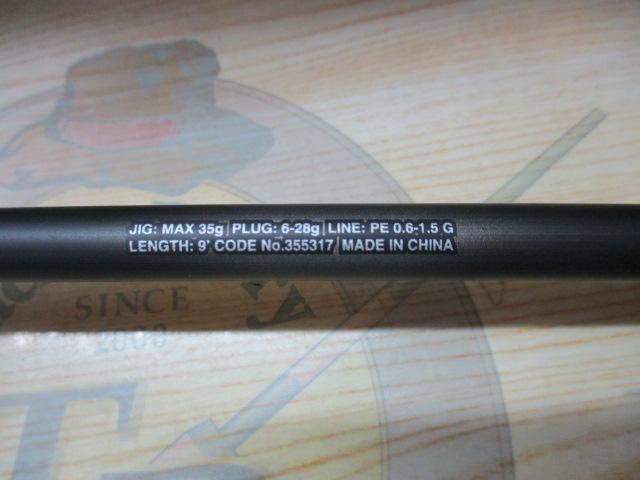 JIG: MAX 35g | PLUG: 6-28g | LINE: PE 0.6-1.5 G
LENGTH: 9' CODE No.355317 | MADE IN CHINA
SINCE
2000